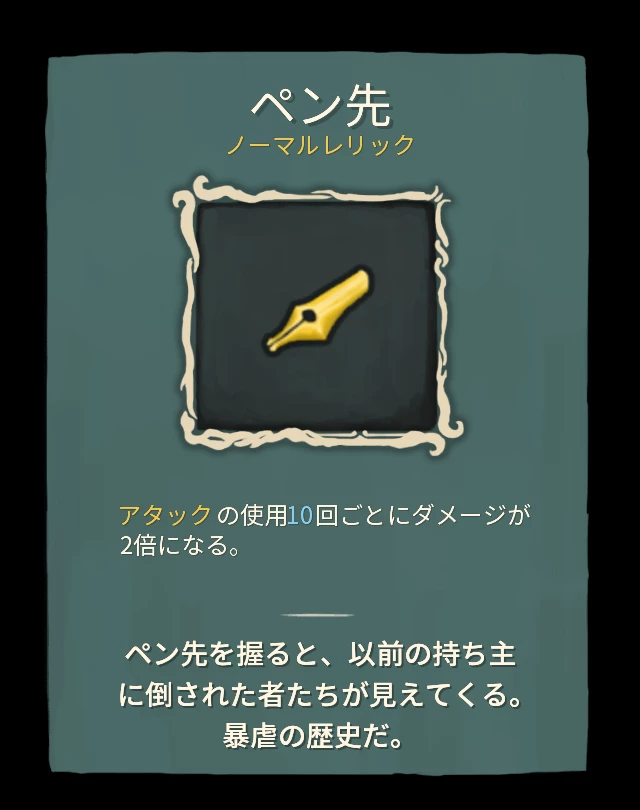 ペン先
ノーマルレリック
アタックの使用10回ごとにダメージが
2倍になる。
ペン先を握ると、以前の持ち主
に倒された者たちが見えてくる。
暴虐の歴史だ。